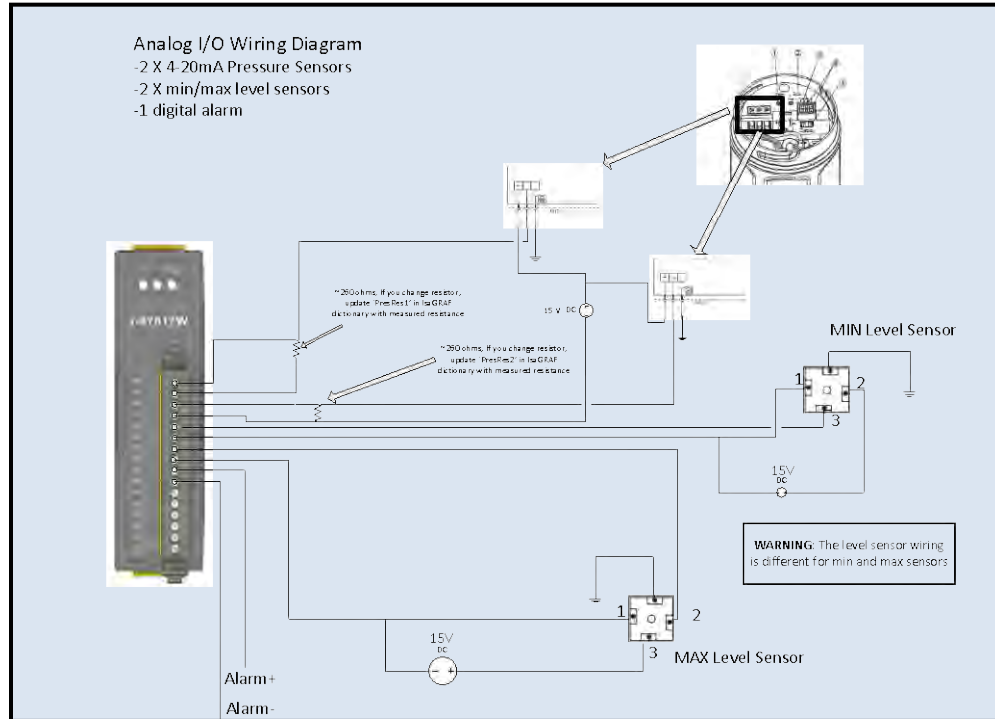 Analog I/O Wiring Diagram
-2 X 4-20mA Pressure Sensors
-2 X min/max level sensors
-1 digital alarm
~250 ohms, If you change resistor,
update 'PresRes1' in IsaGRAF
dictionary with measured resistance
15 V DC
~250 ohms, If you change resistor,
update 'PresRes2' in IsaGRAF
dictionary with measured resistance
MIN Level Sensor
1
2
3
15V
DC
WARNING: The level sensor wiring
is different for min and max sensors
1
2
3
15V
DC
- +
MAX Level Sensor
Alarm+
Alarm-